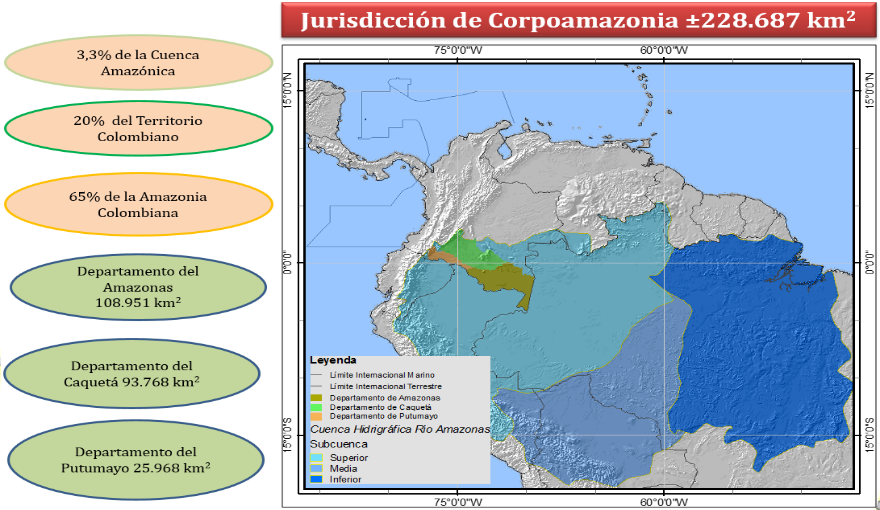 Jurisdicción de Corpoamazonia ±228.687 km²
3,3% de la Cuenca
Amazónica
20% del Territorio
Colombiano
65% de la Amazonia
Colombiana
Departamento del
Amazonas
108.951 km²
Departamento del
Caquetá 93.768 km²
Departamento del
Putumayo 25.968 km²
75°0'0"W
60°0'0"W
15°0'0"N
15°0'0"N
0°0'0"
0°0'0"
15°0'0"S
15°0'0"S
Leyenda
Límite Internacional Marino
Límite Internacional Terrestre
Departamento de Amazonas
Departamento de Caquetá
Departamento de Putumayo
Cuenca Hidrigráfica Río Amazonas
Subcuenca
Superior
Media
Inferior
75°0'0"W
60°0'0"W